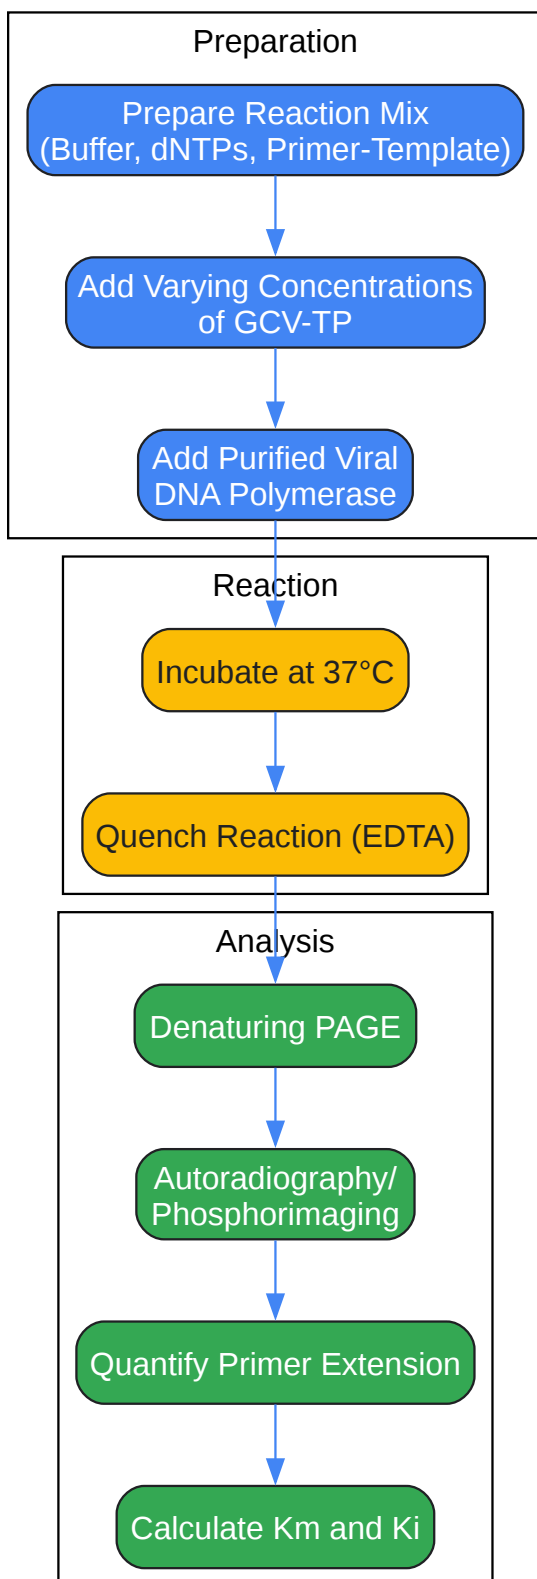 Preparation
Prepare Reaction Mix
(Buffer, dNTPs, Primer-Template)
Add Varying Concentrations
of GCV-TP
Add Purified Viral
DNA Polymerase
Reaction
Incubate at 37°C
Quench Reaction (EDTA)
Analysis
Denaturing PAGE
Autoradiography/
Phosphorimaging
Quantify Primer Extension
Calculate Km and Ki